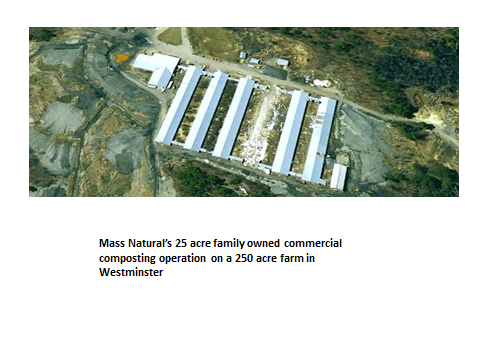 Mass Natural's 25 acre family owned commercial
composting operation on a 250 acre farm in
Westminster